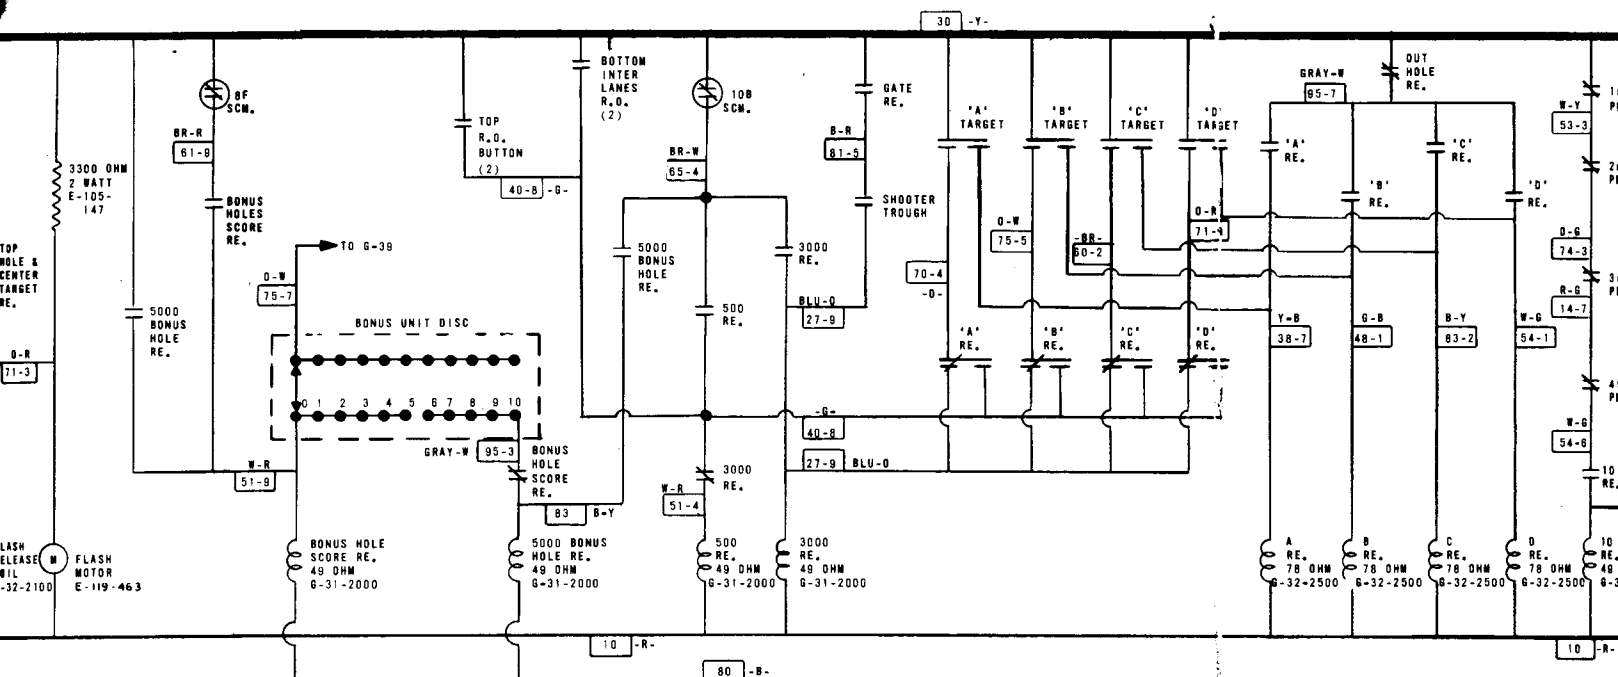 30 -Y-
8F
SCM.
BR-R
61-9
BONUS
HOLES
SCORE
RE.
3300 OHM
2 WATT
E-105-
147
TOP
HOLE &
CENTER
TARGET
RE.
O-R
71-3
5000
BONUS
HOLE
RE.
TO G-39
O-W
75-7
BONUS UNIT DISC
0 1 2 3 4 5 6 7 8 9 10
GRAY-W 95-3
BONUS
HOLE
SCORE
RE.
83 B-Y
W-R
51-9
FLASH
MOTOR
E-119-463
M
-32-2100
BONUS HOLE
SCORE RE.
49 OHM
G-31-2000
5000 BONUS
HOLE RE.
49 OHM
G-31-2000
TOP
R.O.
BUTTON
(2)
40-8 -G-
BOTTOM
INTER
LANES
R.O.
(2)
10B
SCM.
BR-W
65-4
5000
BONUS
HOLE
RE.
500
RE.
3000
RE.
GATE
RE.
B-R
81-5
SHOOTER
TROUGH
BLU-O
27-9
-G-
40-8
27-9 BLU-O
3000
RE.
W-R
51-4
500
RE.
49 OHM
G-31-2000
3000
RE.
49 OHM
G-31-2000
10 -R-
80 -B-
'A'
TARGET
'B'
TARGET
'C'
TARGET
'D'
TARGET
70-4
-O-
O-W
75-5
-BR-
60-2
O-R
71-4
'A'
RE.
'B'
RE.
'C'
RE.
'D'
RE.
OUT
HOLE
RE.
GRAY-W
95-7
'A'
RE.
'B'
RE.
'C'
RE.
'D'
RE.
Y-B
38-7
G-B
48-1
B-Y
83-2
W-G
54-1
A
RE.
78 OHM
G-32-2500
B
RE.
78 OHM
G-32-2500
C
RE.
78 OHM
G-32-2500
D
RE.
78 OHM
G-32-2500
W-Y
53-3
O-G
74-3
R-G
14-7
W-G
54-6
10
RE.
10
RE.
49
10 -R-